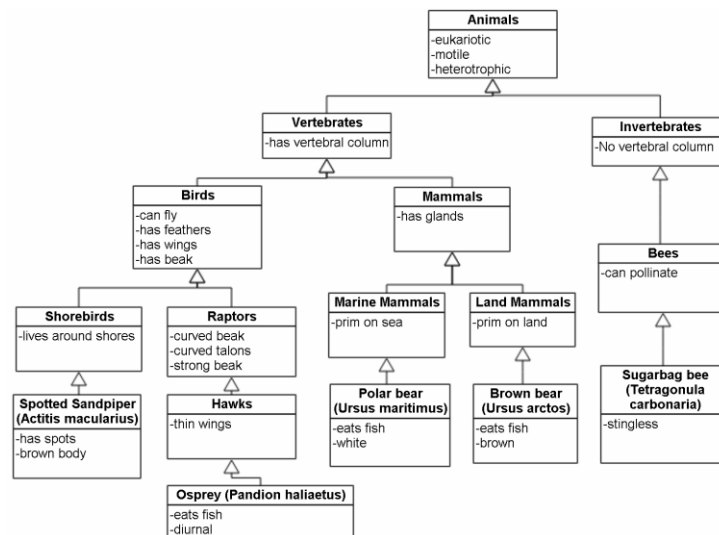 Animals
-eukariotic
-motile
-heterotrophic
Vertebrates
-has vertebral column
Invertebrates
-No vertebral column
Birds
-can fly
-has feathers
-has wings
-has beak
Mammals
-has glands
Bees
-can pollinate
Shorebirds
-lives around shores
Raptors
-curved beak
-curved talons
-strong beak
Marine Mammals
-prim on sea
Land Mammals
-prim on land
Spotted Sandpiper
(Actitis macularius)
-has spots
-brown body
Hawks
-thin wings
Polar bear
(Ursus maritimus)
-eats fish
-white
Brown bear
(Ursus arctos)
-eats fish
-brown
Sugarbag bee
(Tetragonula
carbonaria)
-stingless
Osprey (Pandion haliaetus)
-eats fish
-diurnal